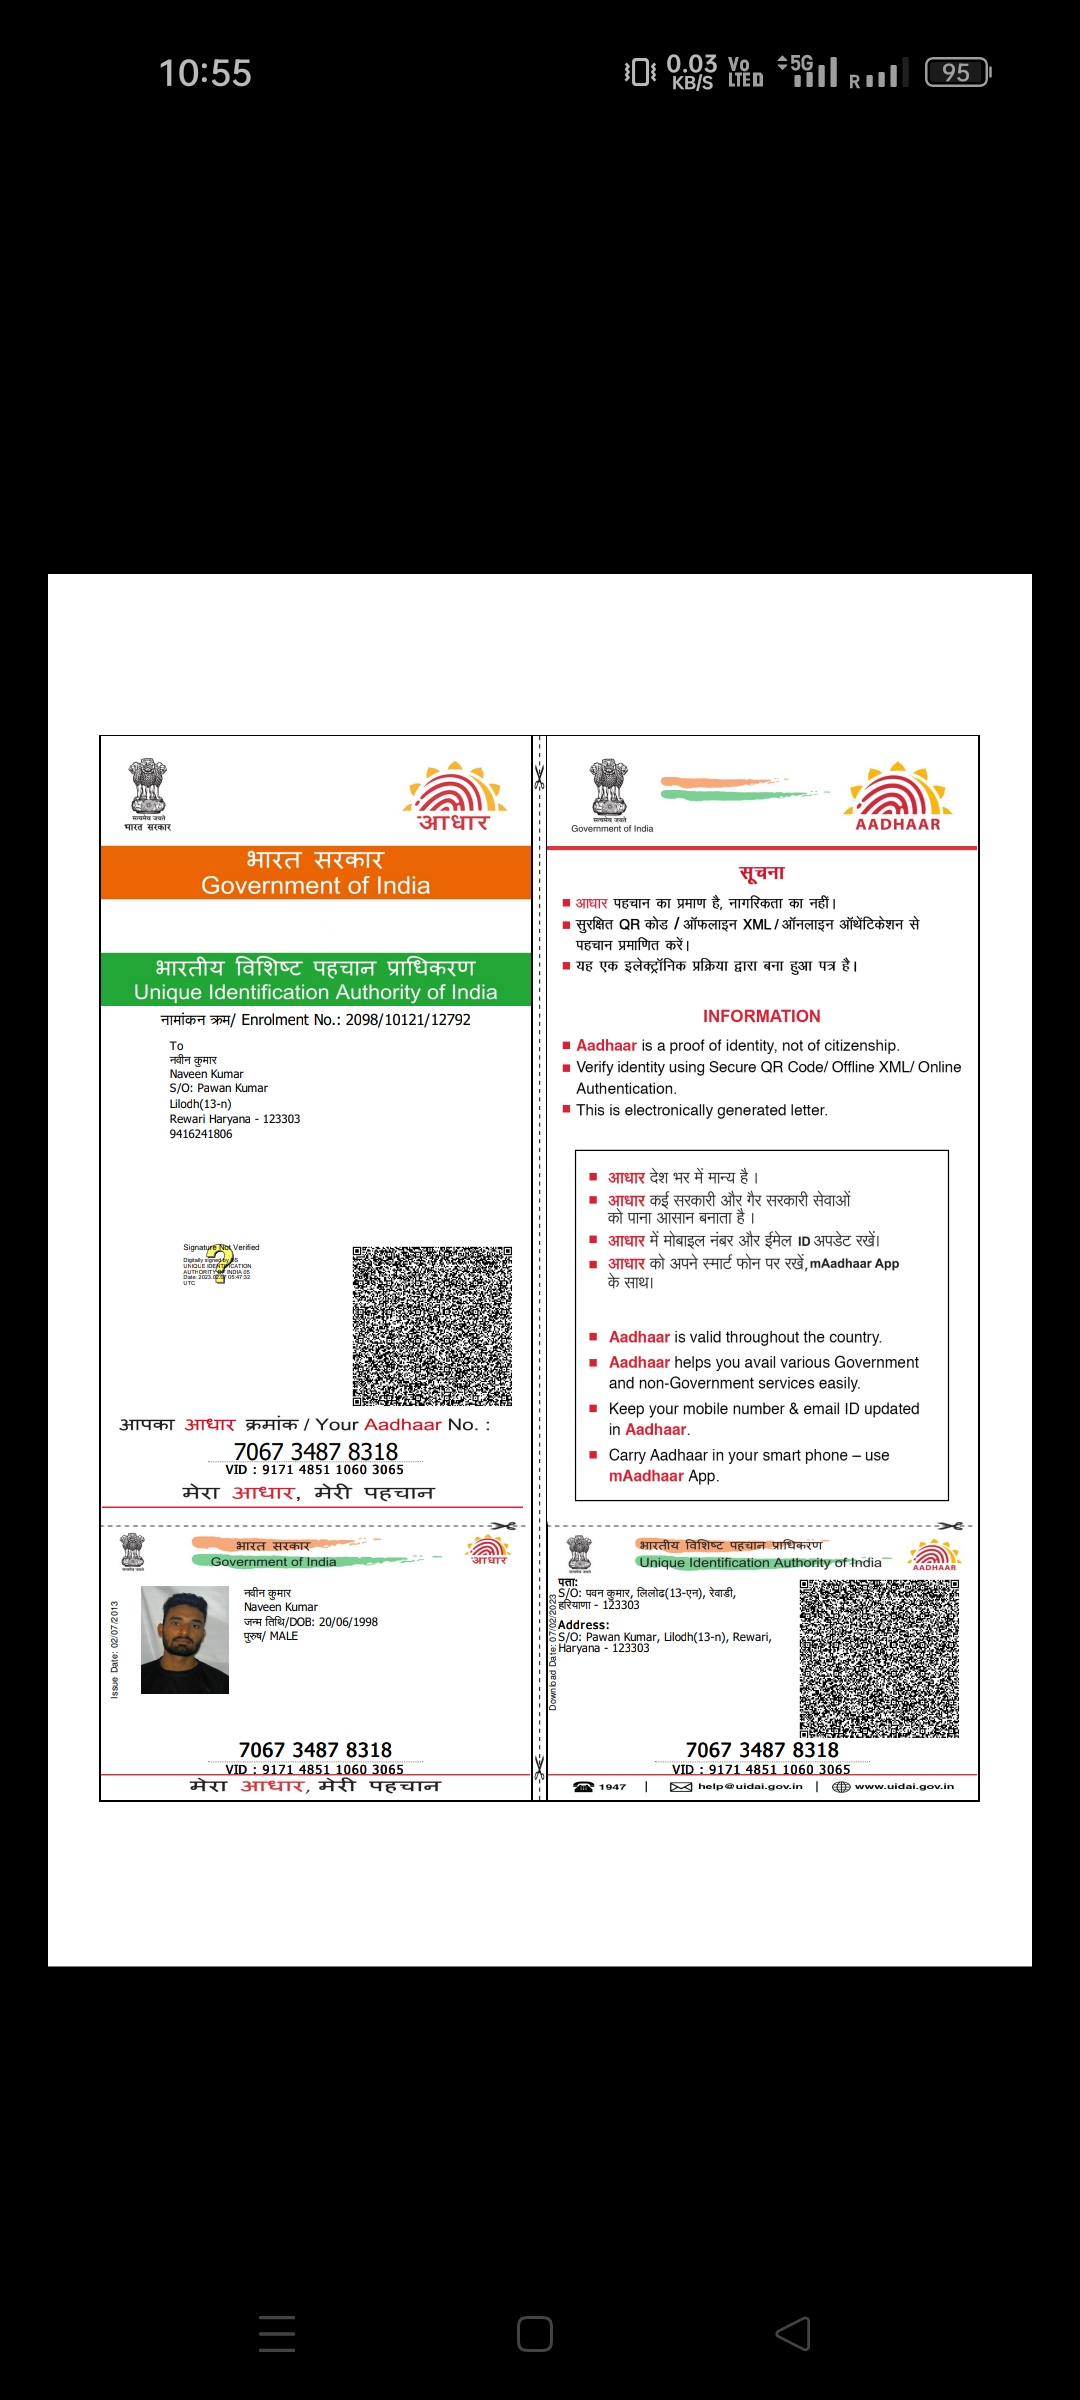 10:55
0.03 KB/S
Vo LTE
5G
R
95
सत्यमेव जयते
भारत सरकार
आधार
भारत सरकार
Government of India
भारतीय विशिष्ट पहचान प्राधिकरण
Unique Identification Authority of India
नामांकन क्रम/ Enrolment No.: 2098/10121/12792
To
नवीन कुमार
Naveen Kumar
S/O: Pawan Kumar
Lilodh(13-n)
Rewari Haryana - 123303
9416241806
Signature Not Verified
Digitally signed by DS
UNIQUE IDENTIFICATION
AUTHORITY OF INDIA 05
Date: 2023.02.07 05:47:32
UTC
आपका आधार क्रमांक / Your Aadhaar No. :
7067 3487 8318
VID : 9171 4851 1060 3065
मेरा आधार, मेरी पहचान
सत्यमेव जयते
Government of India
AADHAAR
सूचना
आधार पहचान का प्रमाण है, नागरिकता का नहीं।
सुरक्षित QR कोड / ऑफलाइन XML / ऑनलाइन ऑथेंटिकेशन से
पहचान प्रमाणित करें।
यह एक इलेक्ट्रॉनिक प्रक्रिया द्वारा बना हुआ पत्र है।
INFORMATION
Aadhaar is a proof of identity, not of citizenship.
Verify identity using Secure QR Code/ Offline XML/ Online
Authentication.
This is electronically generated letter.
आधार देश भर में मान्य है ।
आधार कई सरकारी और गैर सरकारी सेवाओं
को पाना आसान बनाता है ।
आधार में मोबाइल नंबर और ईमेल ID अपडेट रखें।
आधार को अपने स्मार्ट फोन पर रखें, mAadhaar App
के साथ।
Aadhaar is valid throughout the country.
Aadhaar helps you avail various Government
and non-Government services easily.
Keep your mobile number & email ID updated
in Aadhaar.
Carry Aadhaar in your smart phone – use
mAadhaar App.
भारत सरकार
Government of India
आधार
Issue Date: 02/07/2013
नवीन कुमार
Naveen Kumar
जन्म तिथि/DOB: 20/06/1998
पुरुष/ MALE
7067 3487 8318
VID : 9171 4851 1060 3065
मेरा आधार, मेरी पहचान
भारतीय विशिष्ट पहचान प्राधिकरण
Unique Identification Authority of India
AADHAAR
Download Date: 07/02/2023
पता:
S/O: पवन कुमार, लिलोढ(13-एन), रेवाडी,
हरियाणा - 123303
Address:
S/O: Pawan Kumar, Lilodh(13-n), Rewari,
Haryana - 123303
7067 3487 8318
VID : 9171 4851 1060 3065
1947 | help@uidai.gov.in | www.uidai.gov.in